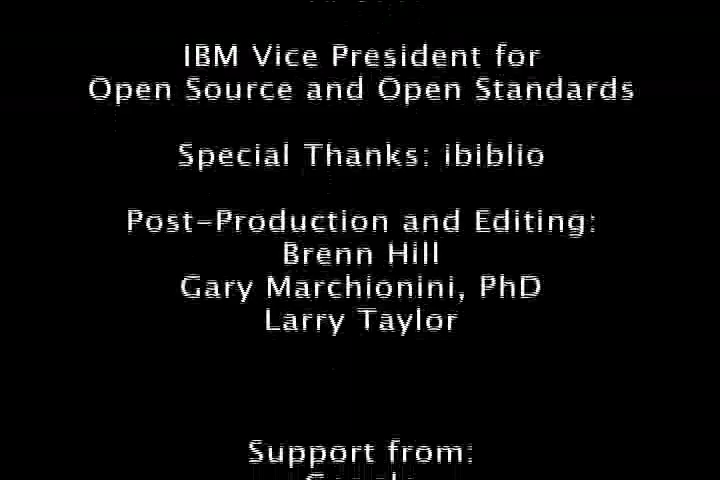 IBM Vice President for
Open Source and Open Standards
Special Thanks: ibiblio
Post-Production and Editing:
Brenn Hill
Gary Marchionini, PhD
Larry Taylor
Support from: